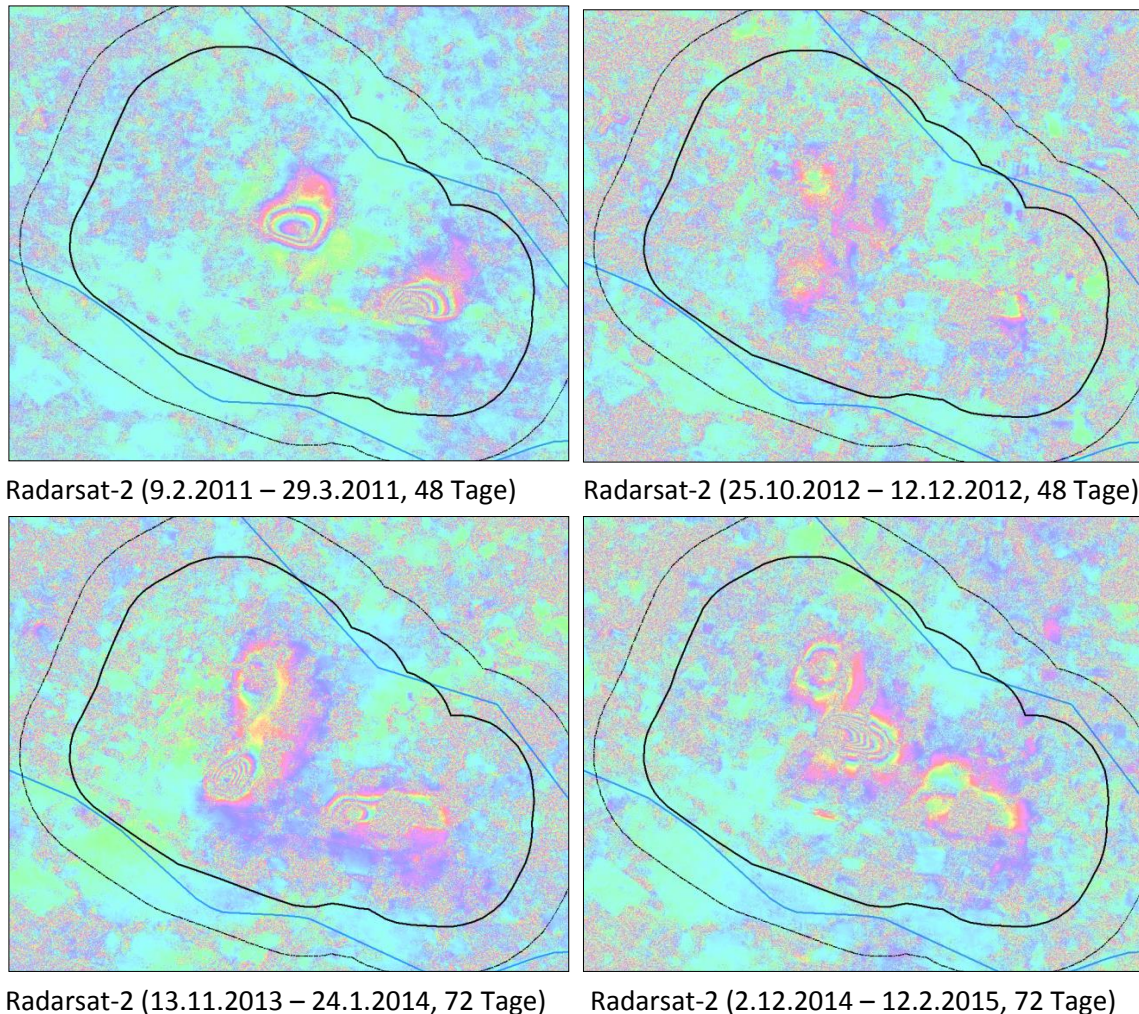 Radarsat-2 (9.2.2011 – 29.3.2011, 48 Tage)
Radarsat-2 (25.10.2012 – 12.12.2012, 48 Tage)
Radarsat-2 (13.11.2013 – 24.1.2014, 72 Tage)
Radarsat-2 (2.12.2014 – 12.2.2015, 72 Tage)